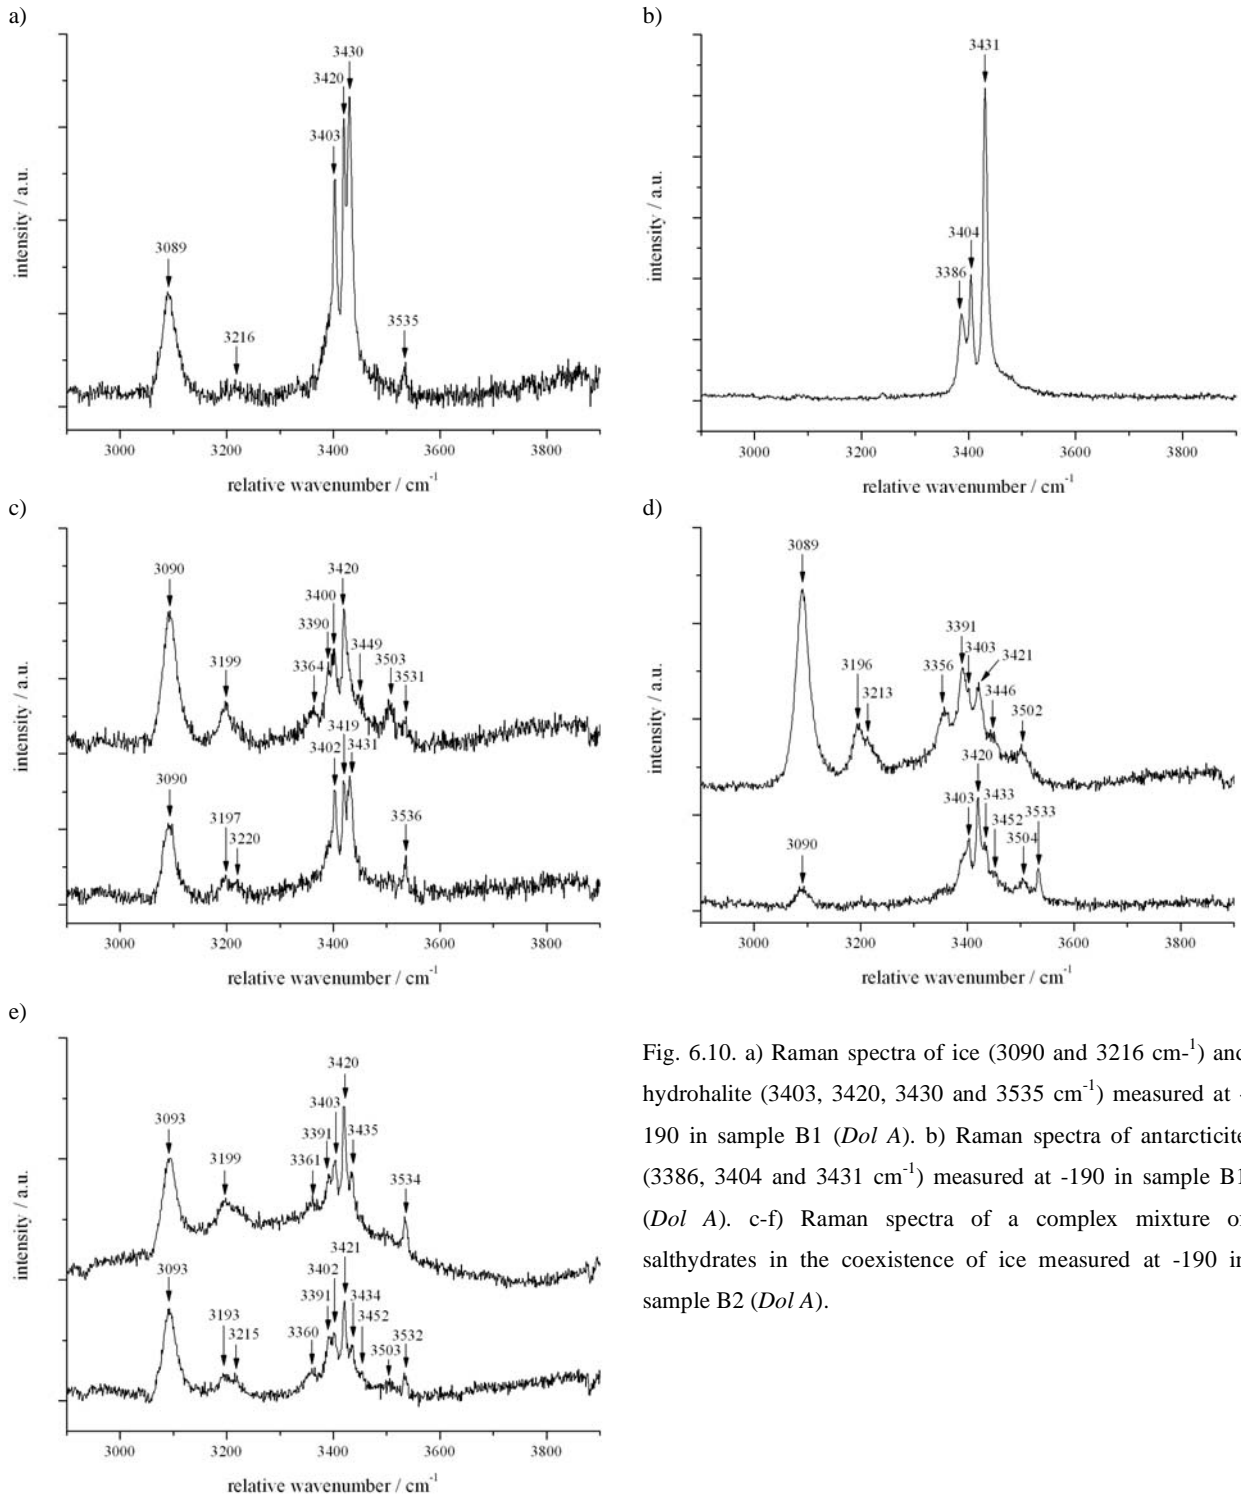 a)
3430
3420
3403
3089
3216
3535
intensity / a.u.
3000 3200 3400 3600 3800
relative wavenumber / cm-1
b)
3431
3404
3386
intensity / a.u.
3000 3200 3400 3600 3800
relative wavenumber / cm-1
c)
3090
3420
3400
3390
3449
3199
3364
3503
3531
3419
3402
3431
3090
3197
3220
3536
intensity / a.u.
3000 3200 3400 3600 3800
relative wavenumber / cm-1
d)
3089
3391
3403
3421
3196
3213
3356
3446
3502
3420
3403
3433
3452
3533
3504
3090
intensity / a.u.
3000 3200 3400 3600 3800
relative wavenumber / cm-1
e)
3420
3403
3093
3391
3435
3199
3361
3534
3421
3402
3093
3391
3434
3193
3452
3215
3360
3532
3503
intensity / a.u.
3000 3200 3400 3600 3800
relative wavenumber / cm-1
Fig. 6.10. a) Raman spectra of ice (3090 and 3216 cm-1) and
hydrohalite (3403, 3420, 3430 and 3535 cm-1) measured at -
190 in sample B1 (Dol A). b) Raman spectra of antarcticite
(3386, 3404 and 3431 cm-1) measured at -190 in sample B1
(Dol A). c-f) Raman spectra of a complex mixture of
salthydrates in the coexistence of ice measured at -190 in
sample B2 (Dol A).